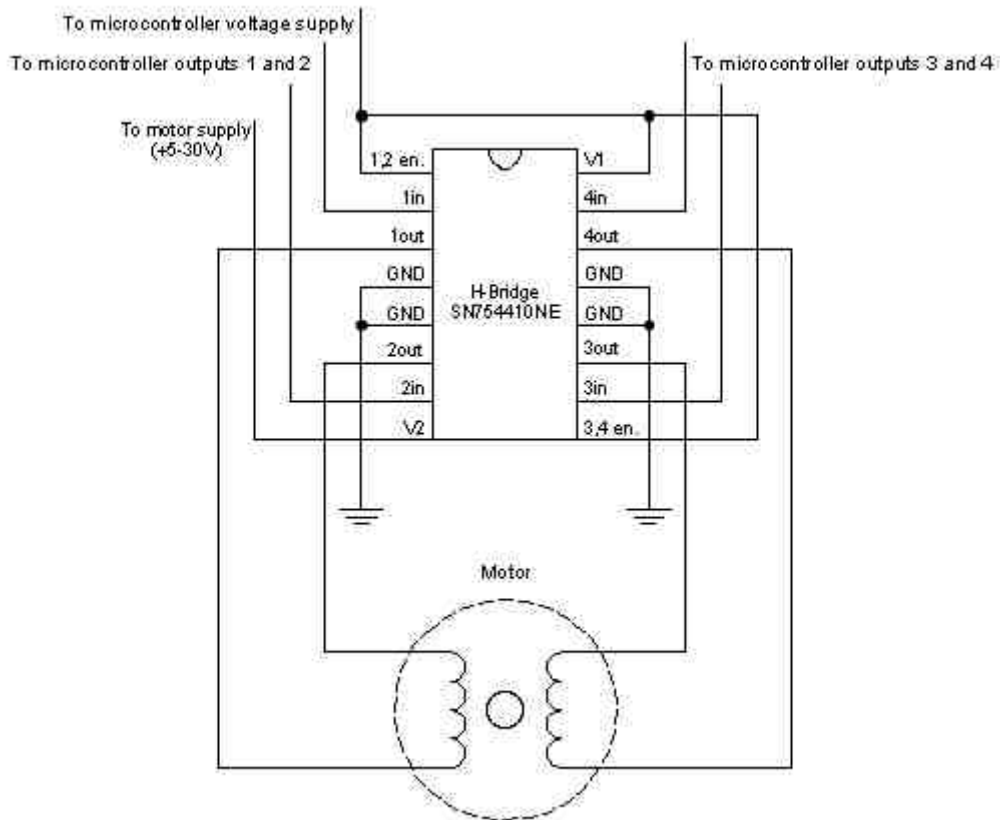 To microcontroller voltage supply
To microcontroller outputs 1 and 2
To microcontroller outputs 3 and 4
To motor supply
(+5-30V)
1,2 en.
V1
1in
4in
1out
4out
GND
GND
H-Bridge
SN754410NE
GND
GND
2out
3out
2in
3in
V2
3,4 en.
Motor